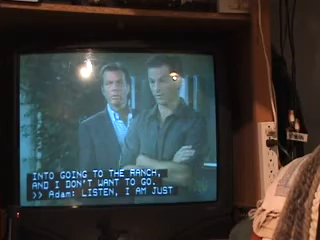 INTO GOING TO THE RANCH,
AND I DON'T WANT TO GO.
>> Adam: LISTEN, I AM JUST